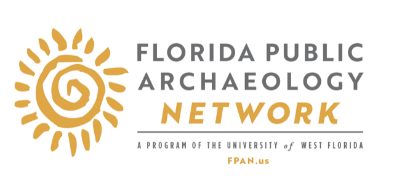 FLORIDA PUBLIC
ARCHAEOLOGY
NETWORK
A PROGRAM OF THE UNIVERSITY of WEST FLORIDA
FPAN.us